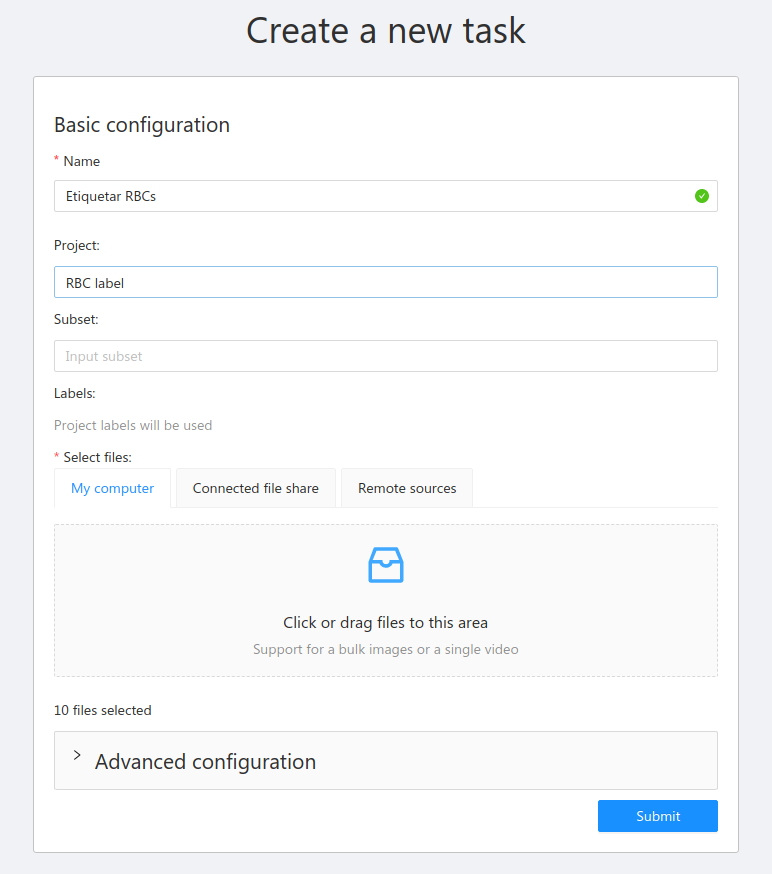 Create a new task
Basic configuration
* Name
Etiquetar RBCs
Project:
RBC label
Subset:
Input subset
Labels:
Project labels will be used
* Select files:
My computer
Connected file share
Remote sources
Click or drag files to this area
Support for a bulk images or a single video
10 files selected
> Advanced configuration
Submit